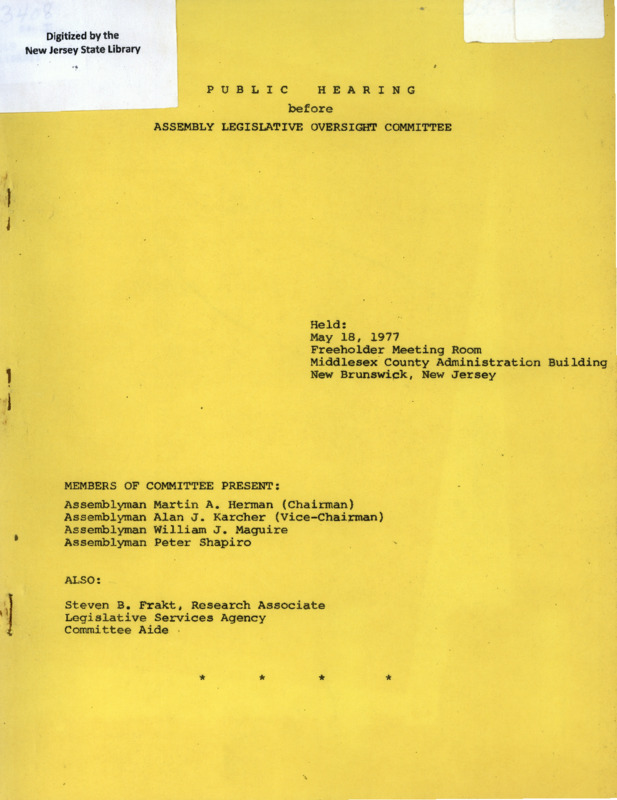 Digitized by the
New Jersey State Library
PUBLIC HEARING
before
ASSEMBLY LEGISLATIVE OVERSIGHT COMMITTEE
Held:
May 18, 1977
Freeholder Meeting Room
Middlesex County Administration Building
New Brunswick, New Jersey
MEMBERS OF COMMITTEE PRESENT:
Assemblyman Martin A. Herman (Chairman)
Assemblyman Alan J. Karcher (Vice-Chairman)
Assemblyman William J. Maguire
Assemblyman Peter Shapiro
ALSO:
Steven B. Frakt, Research Associate
Legislative Services Agency
Committee Aide
* * * *